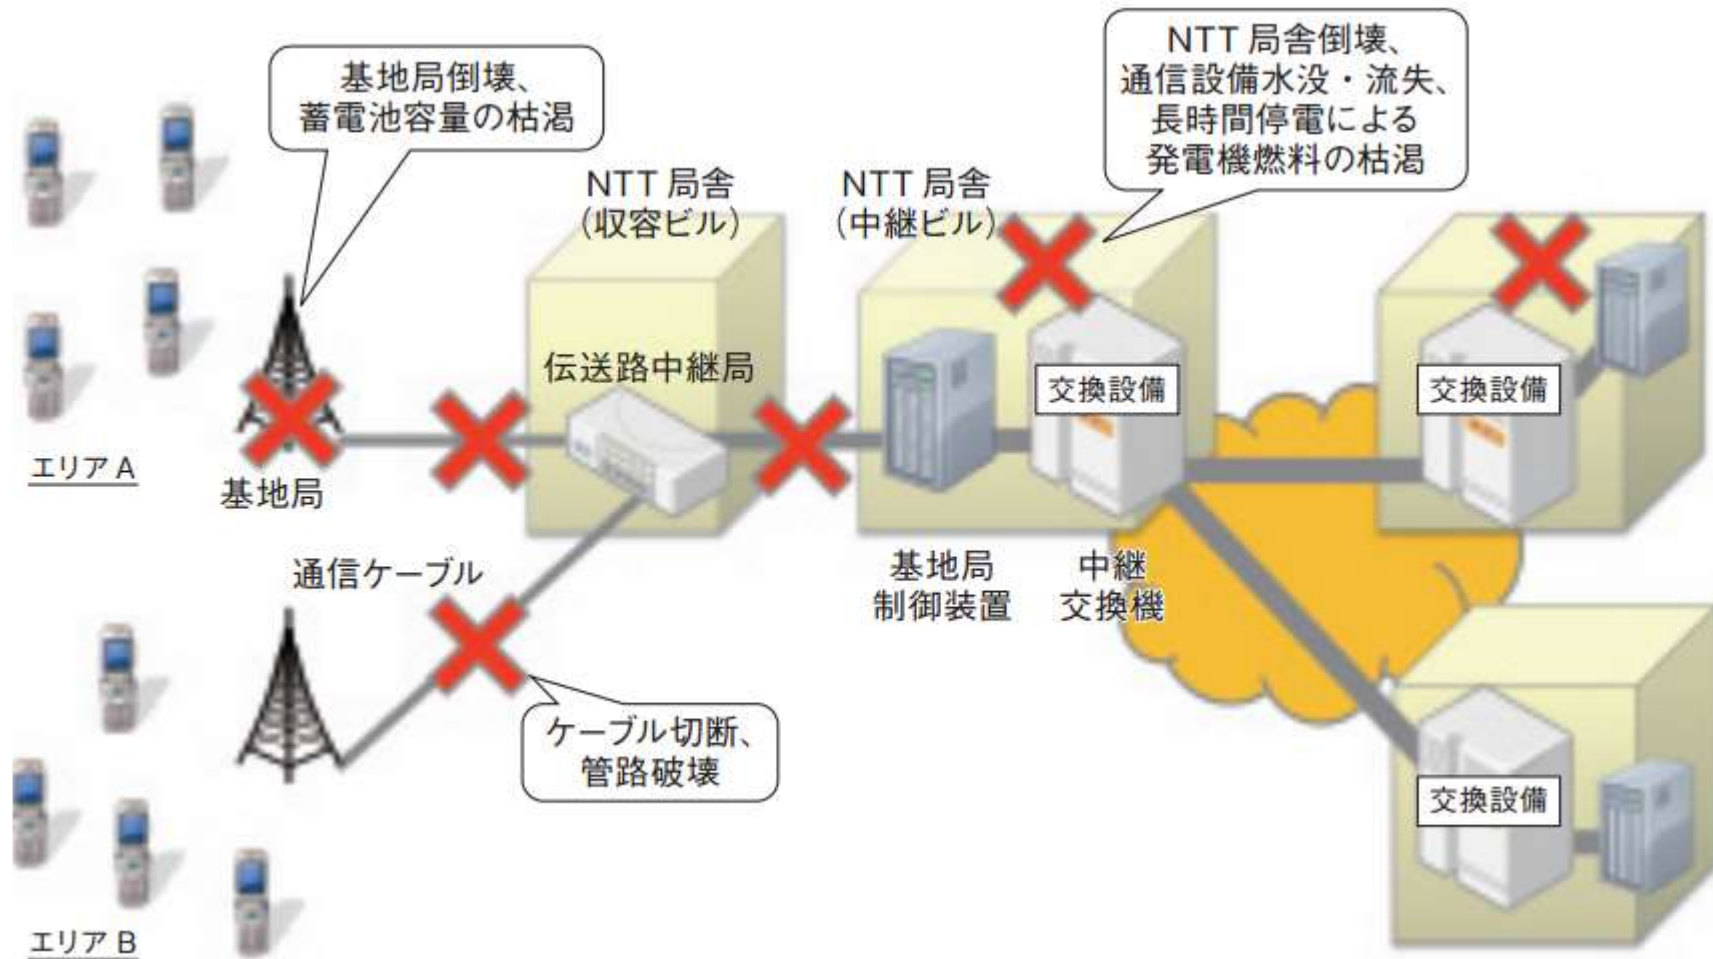 基地局倒壊、
蓄電池容量の枯渇
NTT 局舎倒壊、
通信設備水没・流失、
長時間停電による
発電機燃料の枯渇
NTT 局舎
（収容ビル）
NTT 局舎
（中継ビル）
伝送路中継局
交換設備
交換設備
エリア A
基地局
通信ケーブル
基地局
制御装置
中継
交換機
ケーブル切断、
管路破壊
交換設備
エリア B